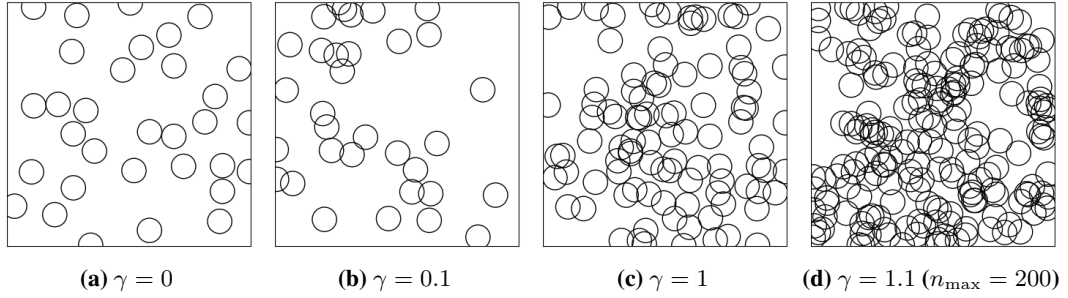 (a) γ = 0
(b) γ = 0.1
(c) γ = 1
(d) γ = 1.1 (n_max = 200)